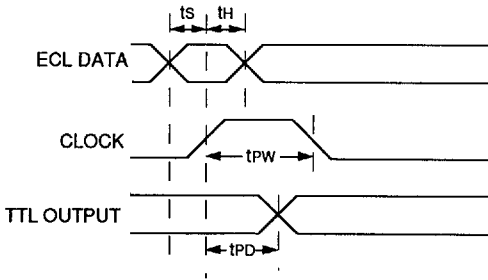 tS tH
ECL DATA
CLOCK
tPW
TTL OUTPUT
tPD